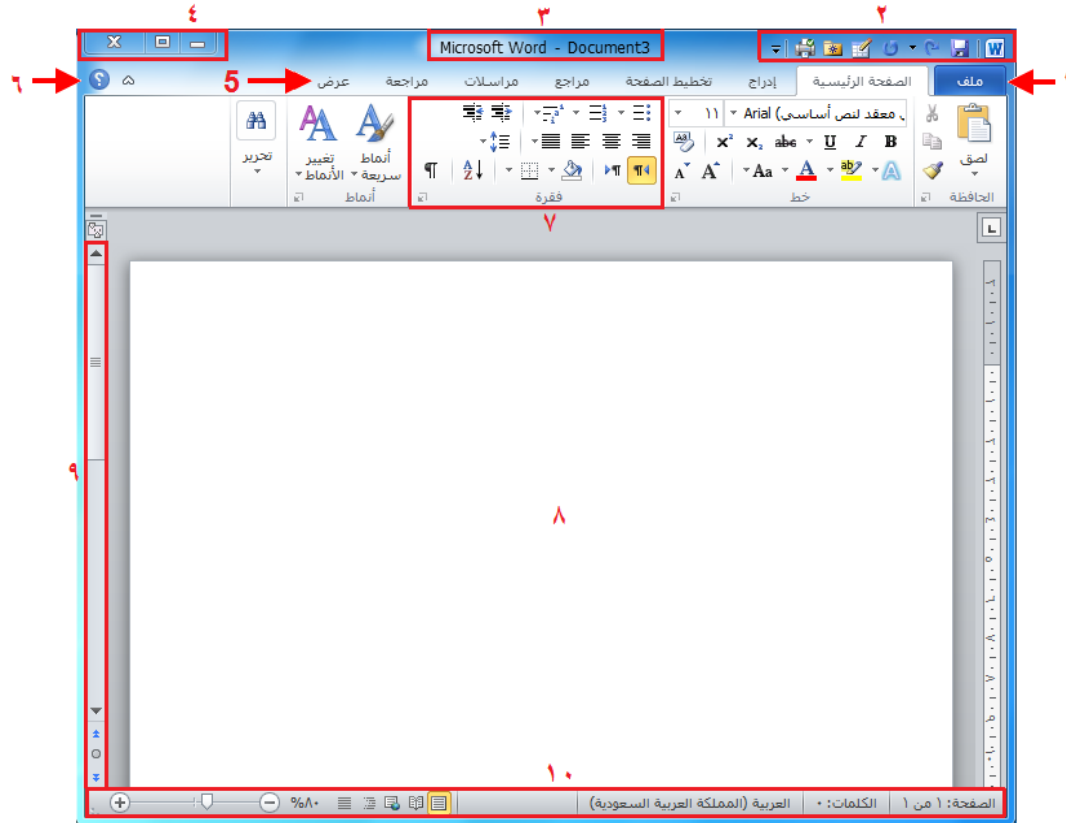 ٢
٣
٤
Microsoft Word - Document3
ملف
الصفحة الرئيسية
إدراج
تخطيط الصفحة
مراجع
مراسلات
مراجعة
عرض
5
٦
لصق
الحافظة
معقد لنص أساسي) Arial
١١
خط
فقرة
أنماط سريعة
تغيير الأنماط
أنماط
تحرير
٧
٨
٩
١٠
الصفحة: ١ من ١
الكلمات: ٠
العربية (المملكة العربية السعودية)
٨٠%